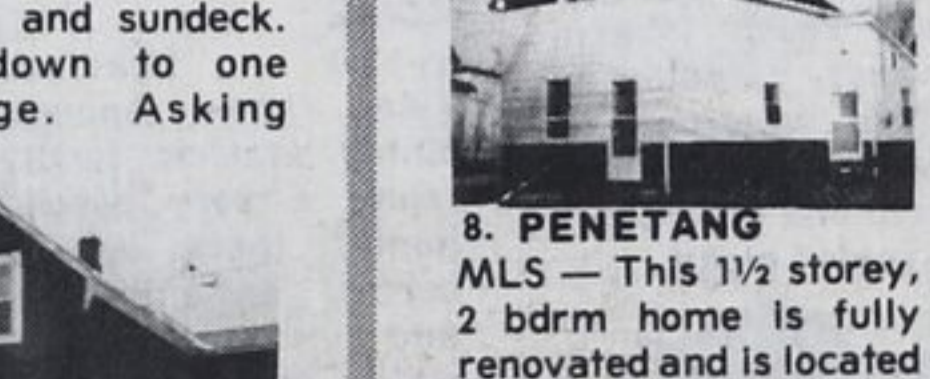 and sundeck.
down to one
ge. Asking
8. PENETANG
MLS — This 1½ storey,
2 bdrm home is fully
renovated and is located